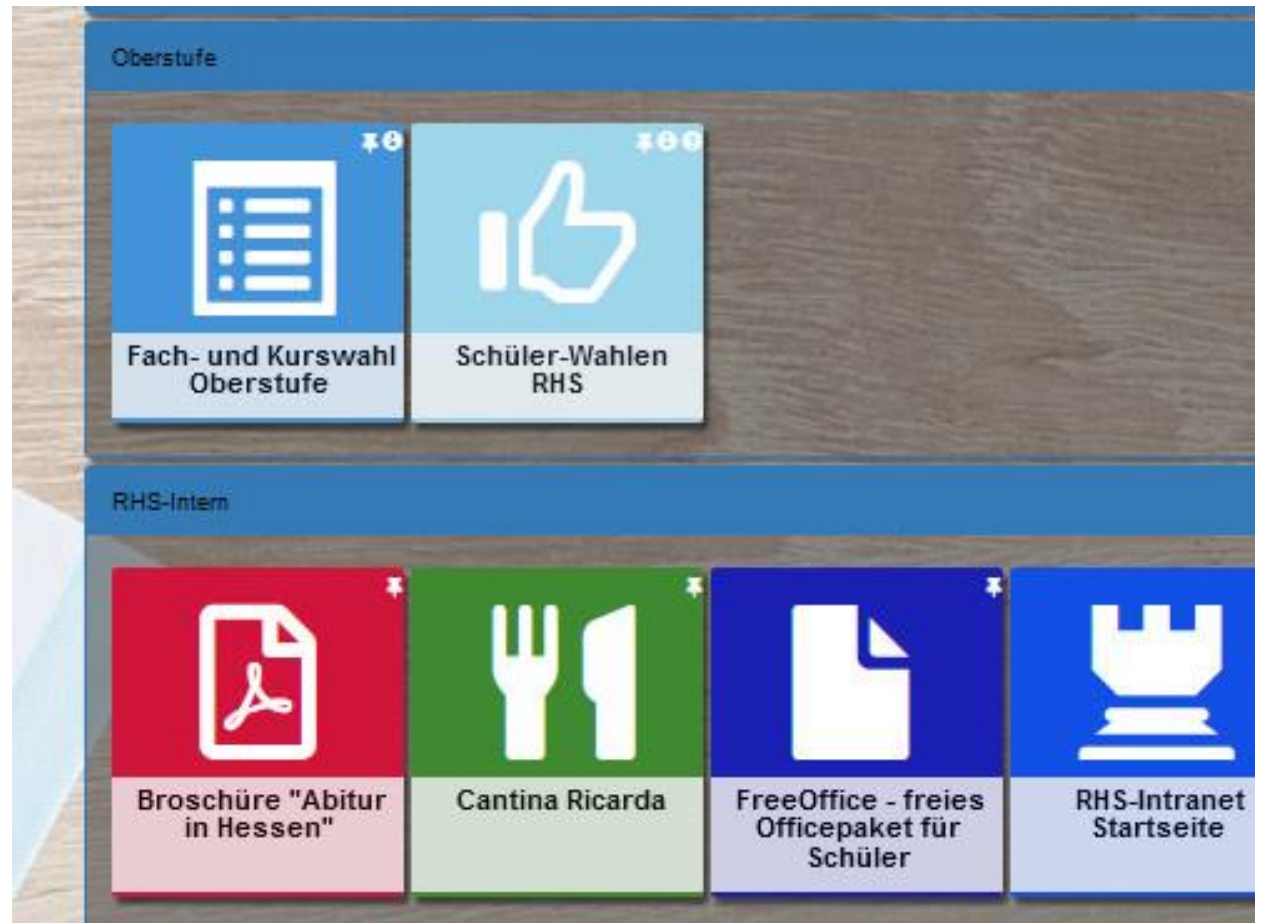 Oberstufe
Fach- und Kurswahl
Oberstufe
Schüler-Wahlen
RHS
RHS-Intern
Broschüre "Abitur
in Hessen"
Cantina Ricarda
FreeOffice - freies
Officepaket für
Schüler
RHS-Intranet
Startseite